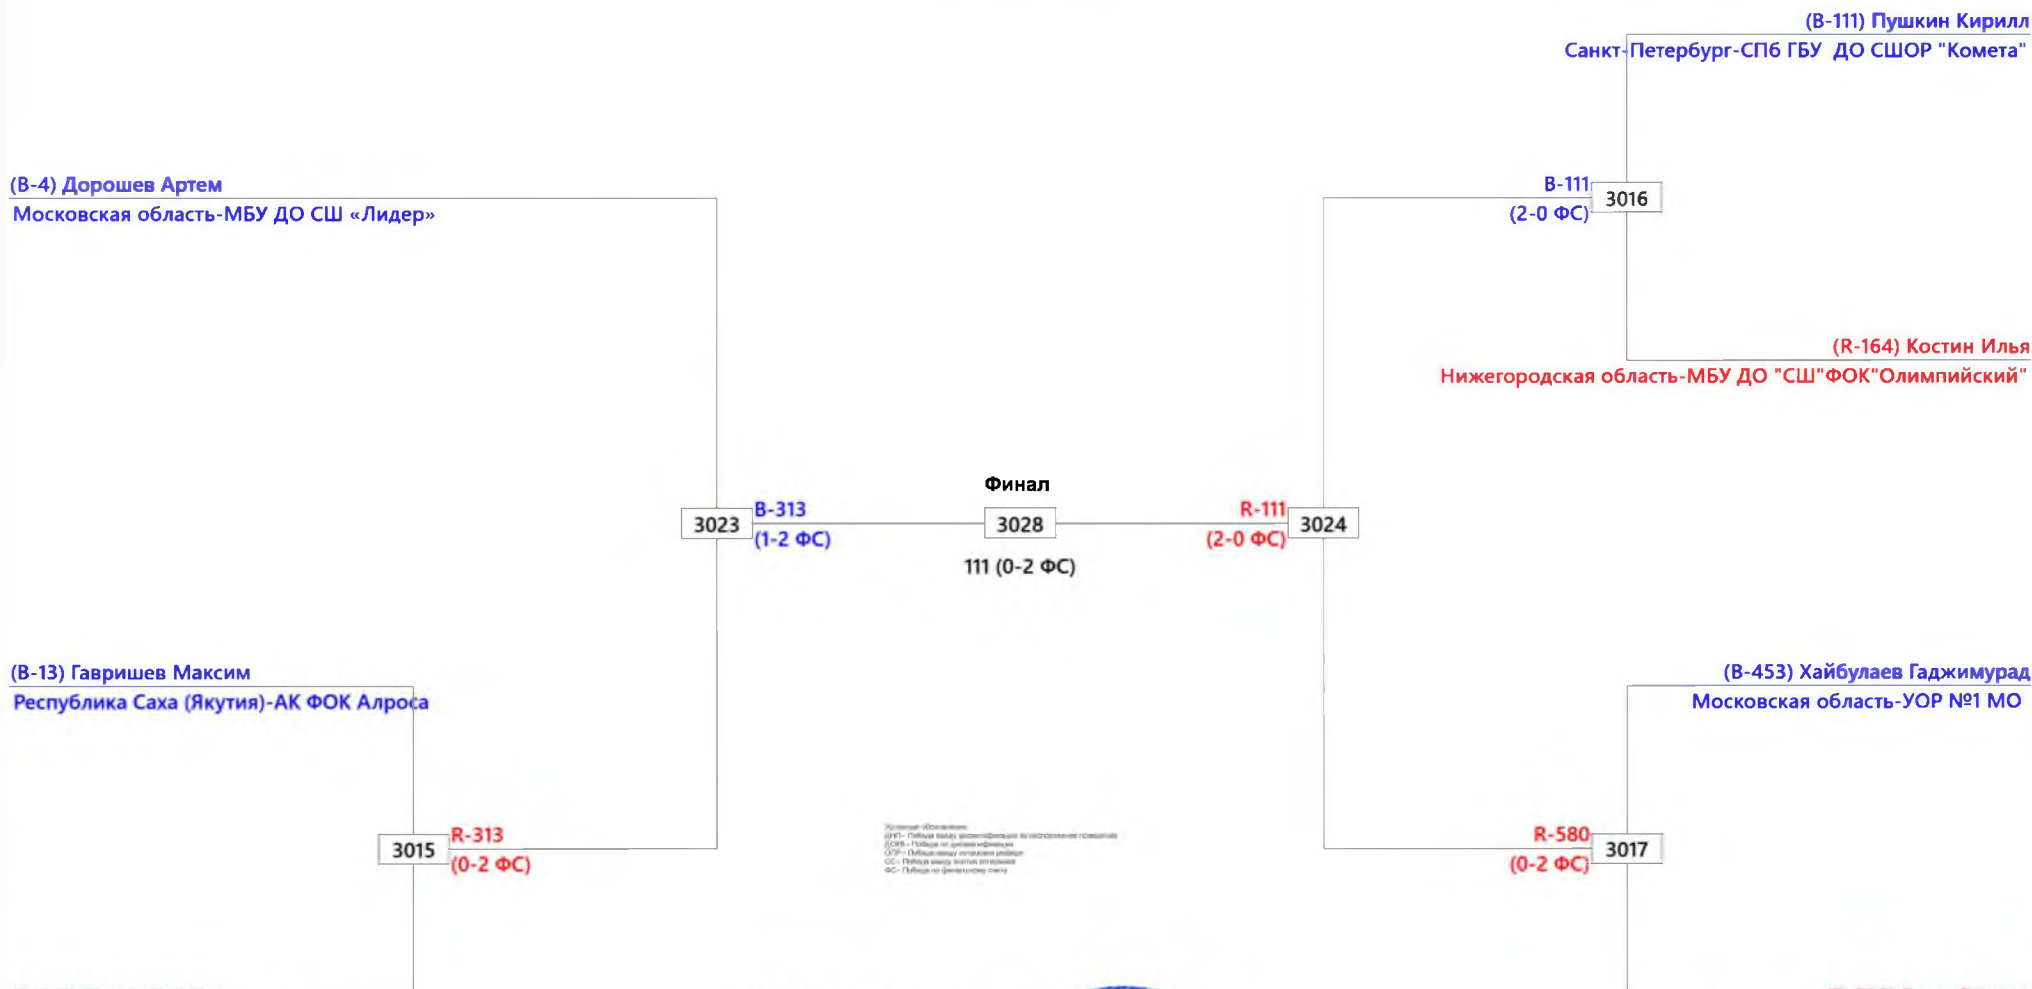 (B-111) Пушкин Кирилл
Санкт-Петербург-СПб ГБУ ДО СШОР "Комета"
(B-4) Дорошев Артем
Московская область-МБУ ДО СШ «Лидер»
B-111
(2-0 ФС)
3016
(R-164) Костин Илья
Нижегородская область-МБУ ДО "СШ"ФОК"Олимпийский"
Финал
3023
B-313
(1-2 ФС)
3028
111 (0-2 ФС)
R-111
(2-0 ФС)
3024
(B-13) Гавришев Максим
Республика Саха (Якутия)-АК ФОК Алроса
(B-453) Хайбулаев Гаджимурад
Московская область-УОР №1 МО
3015
R-313
(0-2 ФС)
R-580
(0-2 ФС)
3017